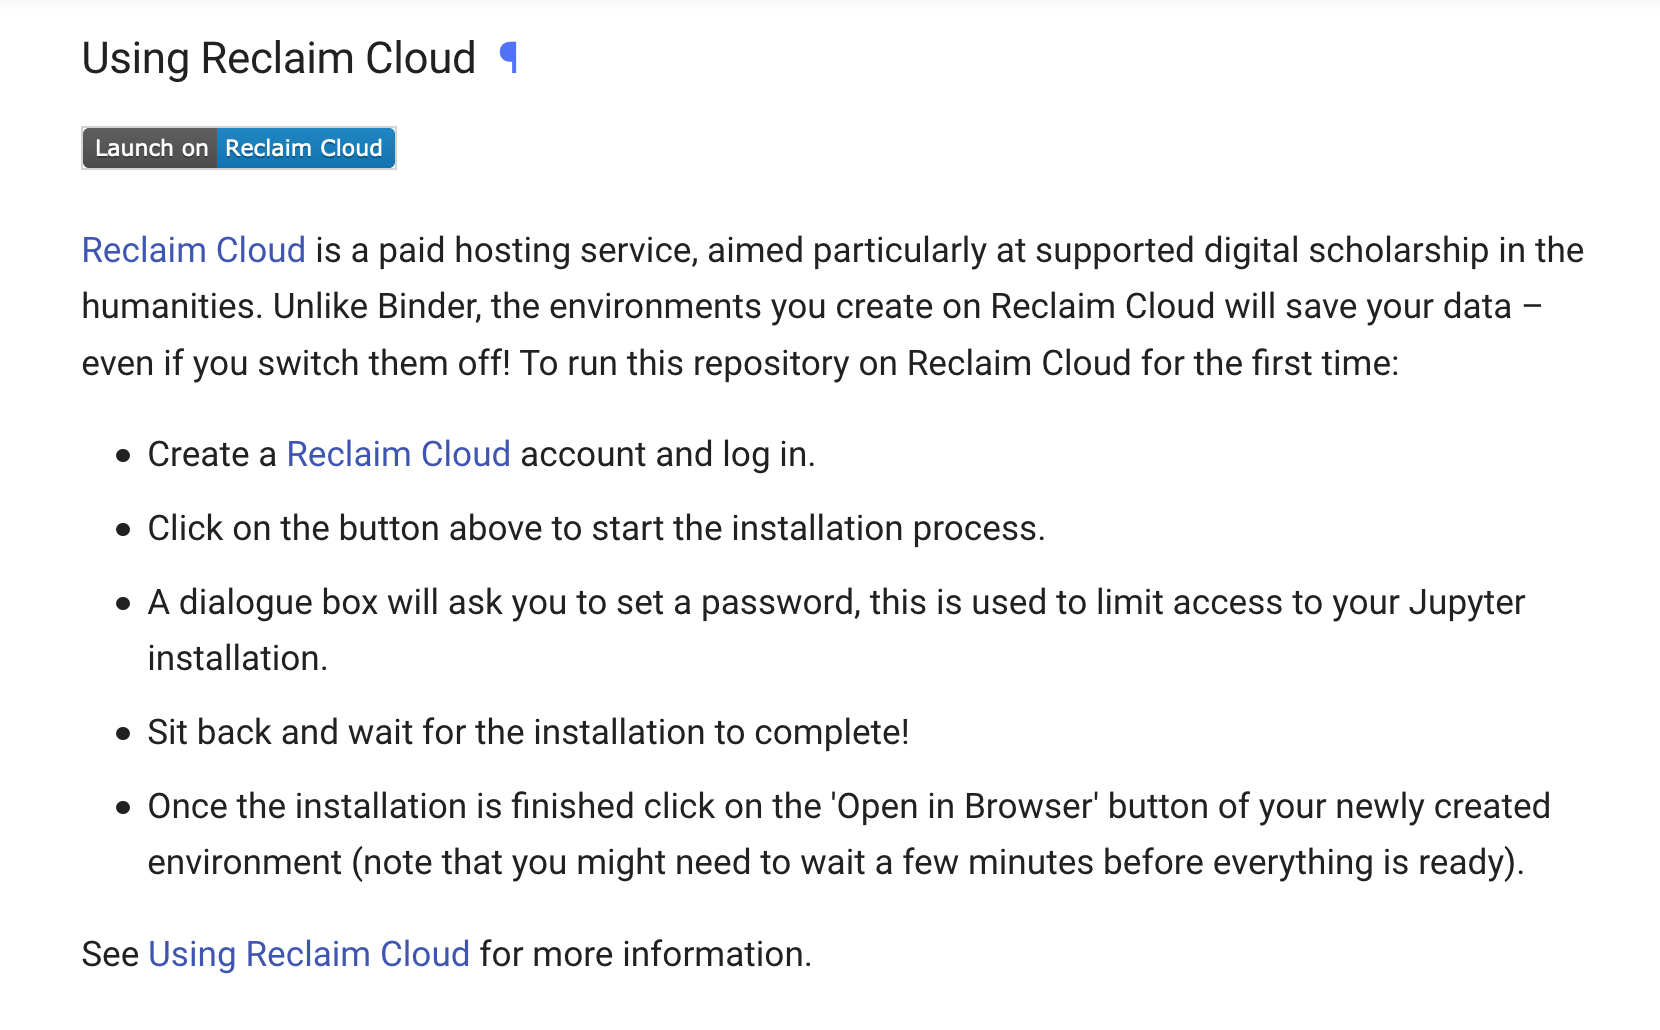 Using Reclaim Cloud ¶
Launch on Reclaim Cloud
Reclaim Cloud is a paid hosting service, aimed particularly at supported digital scholarship in the
humanities. Unlike Binder, the environments you create on Reclaim Cloud will save your data –
even if you switch them off! To run this repository on Reclaim Cloud for the first time:
• Create a Reclaim Cloud account and log in.
• Click on the button above to start the installation process.
• A dialogue box will ask you to set a password, this is used to limit access to your Jupyter
installation.
• Sit back and wait for the installation to complete!
• Once the installation is finished click on the 'Open in Browser' button of your newly created
environment (note that you might need to wait a few minutes before everything is ready).
See Using Reclaim Cloud for more information.